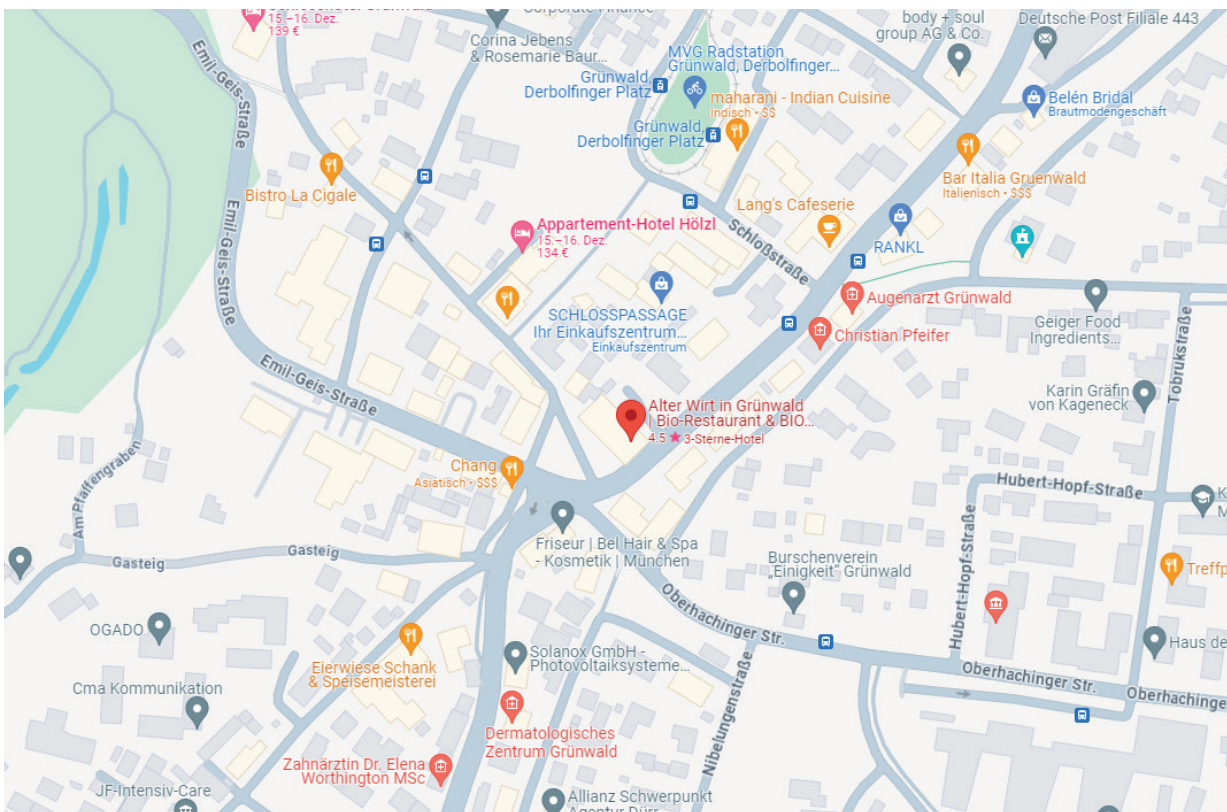 15.–16. Dez.
139 €
Corina Jebens
& Rosemarie Baur...
MVG Radstation
Grünwald, Derbolfinger...
body + soul
group AG & Co.
Deutsche Post Filiale 443
Emil-Geis-Straße
Grünwald,
Derbolfinger Platz
maharani - Indian Cuisine
Indisch • $$
Belén Bridal
Brautmodengeschäft
Grünwald,
Derbolfinger Platz
Bistro La Cigale
Bar Italia Gruenwald
Italienisch • $$$
Emil-Geis-Straße
Appartement-Hotel Hölzl
15.–16. Dez.
134 €
Lang's Cafeserie
Schloßstraße
RANKL
SCHLOSSPASSAGE
Ihr Einkaufszentrum...
Einkaufszentrum
Augenarzt Grünwald
Christian Pfeifer
Geiger Food
Ingredients...
Tobrukstraße
Emil-Geis-Straße
Karin Gräfin
von Kageneck
Alter Wirt in Grünwald
| Bio-Restaurant & BIO...
4.5 ★ 3-Sterne-Hotel
Chang
Asiatisch • $$$
Hubert-Hopf-Straße
Am Pfaffengraben
Gasteig
Gasteig
Friseur | Bel Hair & Spa
- Kosmetik | München
Burschenverein
„Einigkeit“ Grünwald
Hubert-Hopf-Straße
Oberhachinger Str.
OGADO
Eierwiese Schank
& Speisemeisterei
Solanox GmbH -
Photovoltaiksysteme...
Haus de
Cma Kommunikation
Oberhachinger Str.
Oberhachinger
Nibelungenstraße
Dermatologisches
Zentrum Grünwald
Zahnärztin Dr. Elena
Worthington MSc
JF-Intensiv-Care
Allianz Schwerpunkt